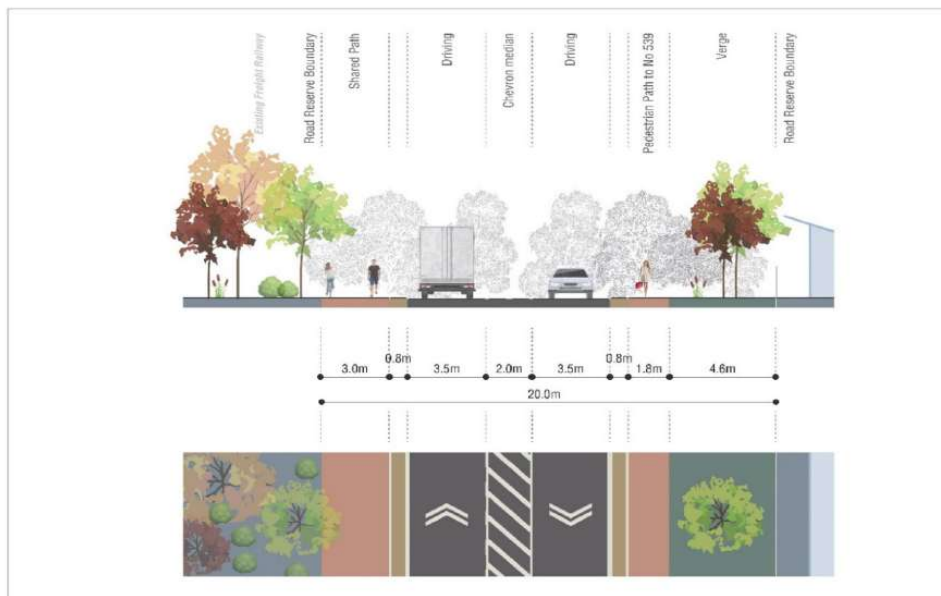 Existing Freight Railway
Road Reserve Boundary
Shared Path
Driving
Chevron median
Driving
Pedestrian Path to No 539
Verge
Road Reserve Boundary
0.8m
0.8m
3.0m
3.5m
2.0m
3.5m
1.8m
4.6m
20.0m